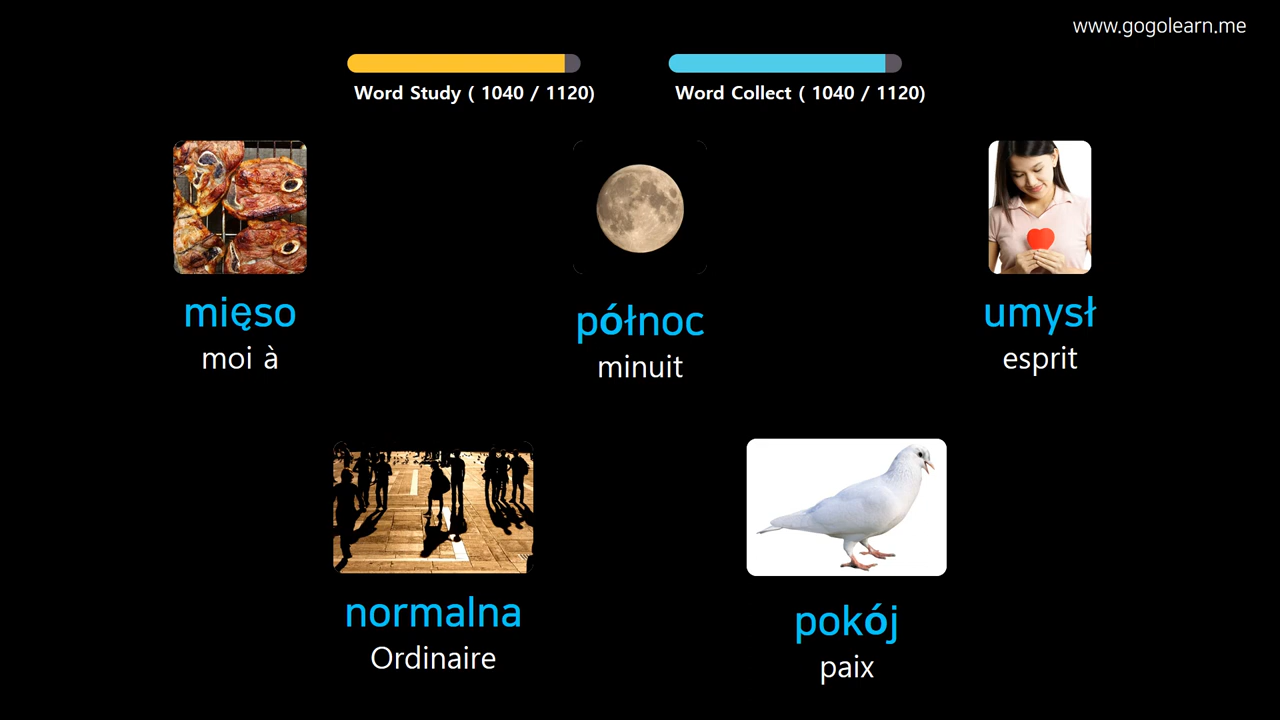 www.gogolearn.me
Word Study ( 1040 / 1120)
Word Collect ( 1040 / 1120)
mięso
moi à
północ
minuit
umysł
esprit
normalna
Ordinaire
pokój
paix